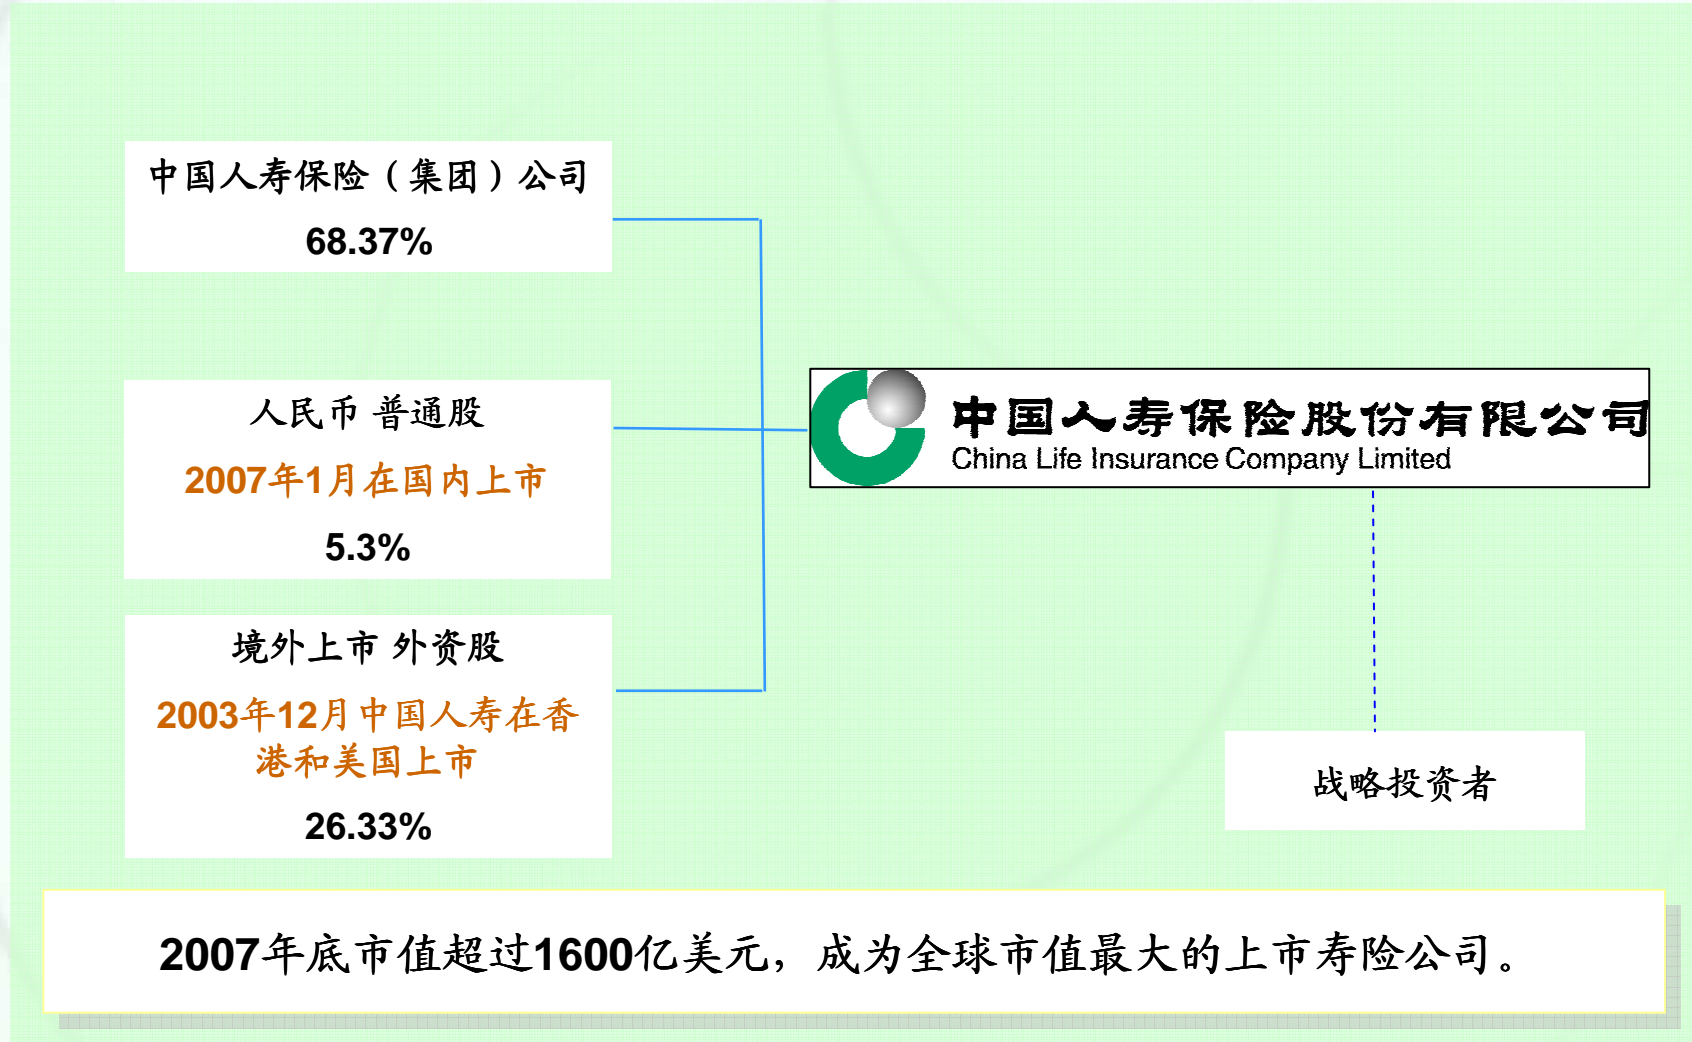 中国人寿保险（集团）公司
68.37%
人民币 普通股
2007年1月在国内上市
5.3%
境外上市 外资股
2003年12月中国人寿在香
港和美国上市
26.33%
中国人寿保险股份有限公司
China Life Insurance Company Limited
战略投资者
2007年底市值超过1600亿美元，成为全球市值最大的上市寿险公司。